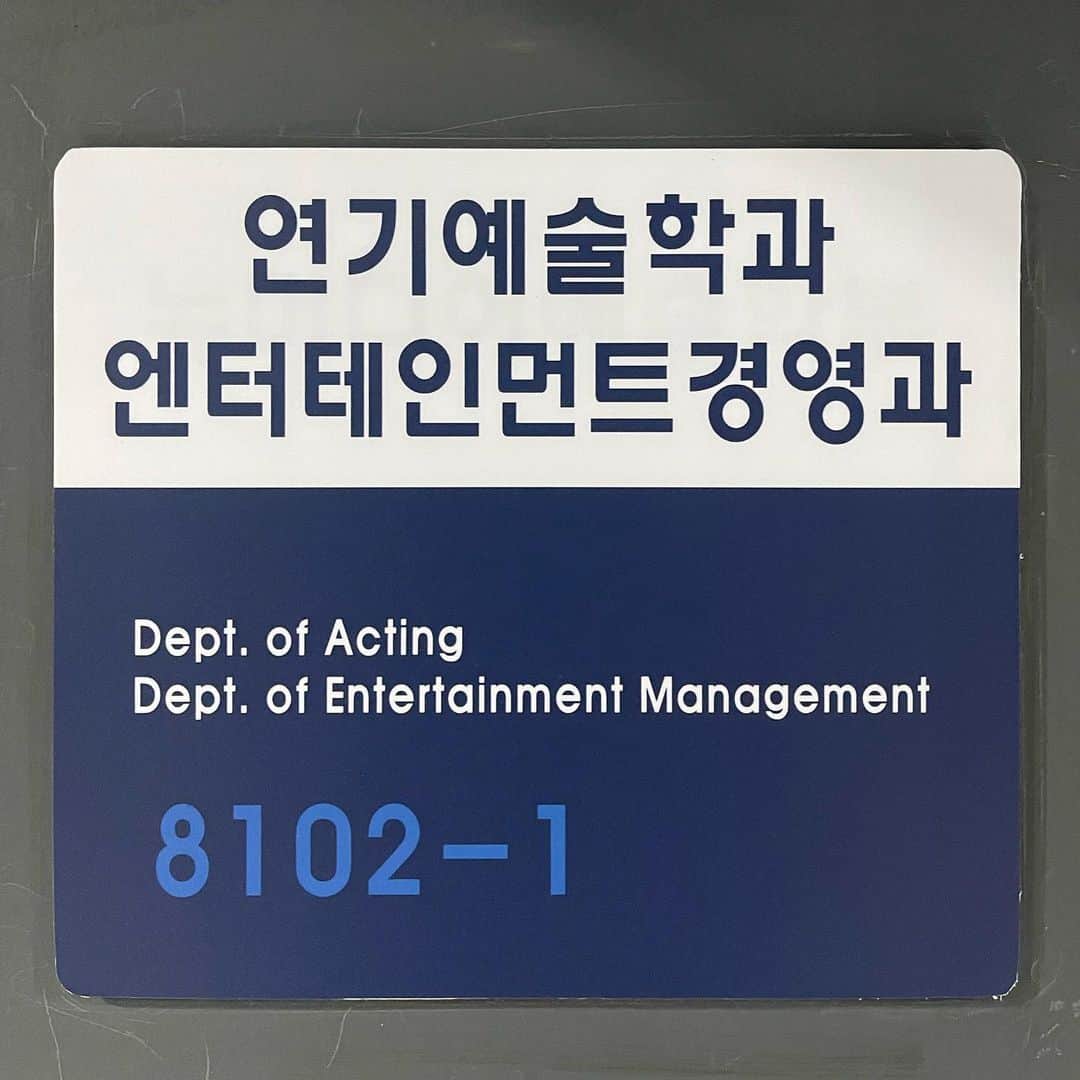 연기예술학과
엔터테인먼트경영과
Dept. of Acting
Dept. of Entertainment Management
8102-1